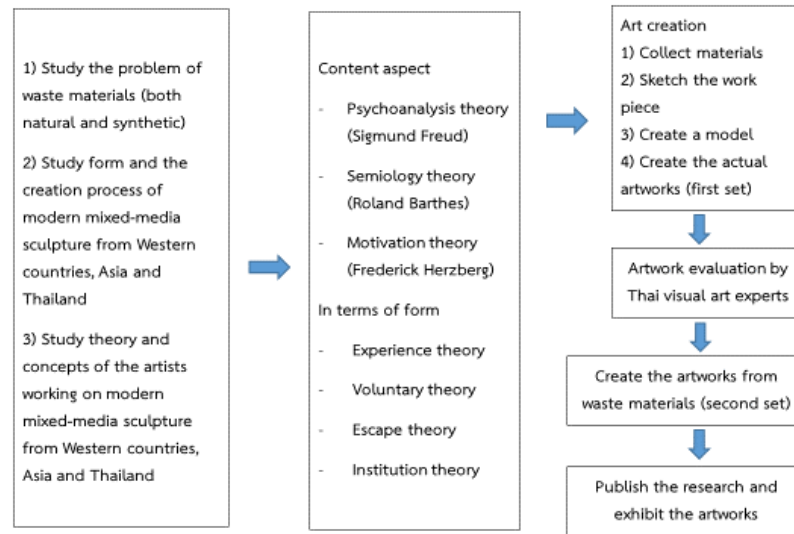 1) Study the problem of
waste materials (both
natural and synthetic)
2) Study form and the
creation process of
modern mixed-media
sculpture from Western
countries, Asia and
Thailand
3) Study theory and
concepts of the artists
working on modern
mixed-media sculpture
from Western countries,
Asia and Thailand
Content aspect
- Psychoanalysis theory
(Sigmund Freud)
- Semiology theory
(Roland Barthes)
- Motivation theory
(Frederick Herzberg)
In terms of form
- Experience theory
- Voluntary theory
- Escape theory
- Institution theory
Art creation
1) Collect materials
2) Sketch the work
piece
3) Create a model
4) Create the actual
artworks (first set)
Artwork evaluation by
Thai visual art experts
Create the artworks from
waste materials (second set)
Publish the research and
exhibit the artworks